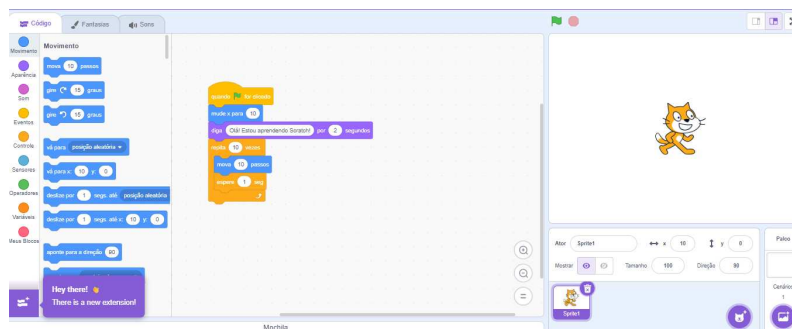 Código Fantasias Sons
Movimento
Aparência
Som
Eventos
Controle
Sensores
Operadores
Variáveis
Meus Blocos
Movimento
mova 10 passos
gire 15 graus
gire 15 graus
vá para posição aleatória
vá para x: 10 y: 0
deslize por 1 segs. até posição aleatória
deslize por 1 segs. até x: 10 y: 0
aponte para a direção 90
Hey there!
There is a new extension!
quando for clicado
mude x para 10
diga Olá! Estou aprendendo Scratch! por 2 segundos
repita 10 vezes
mova 10 passos
espere 1 seg
Mochila
Ator Sprite1 x 10 y 0
Mostrar Tamanho 100 Direção 90
Sprite1
Palco
Cenários
1